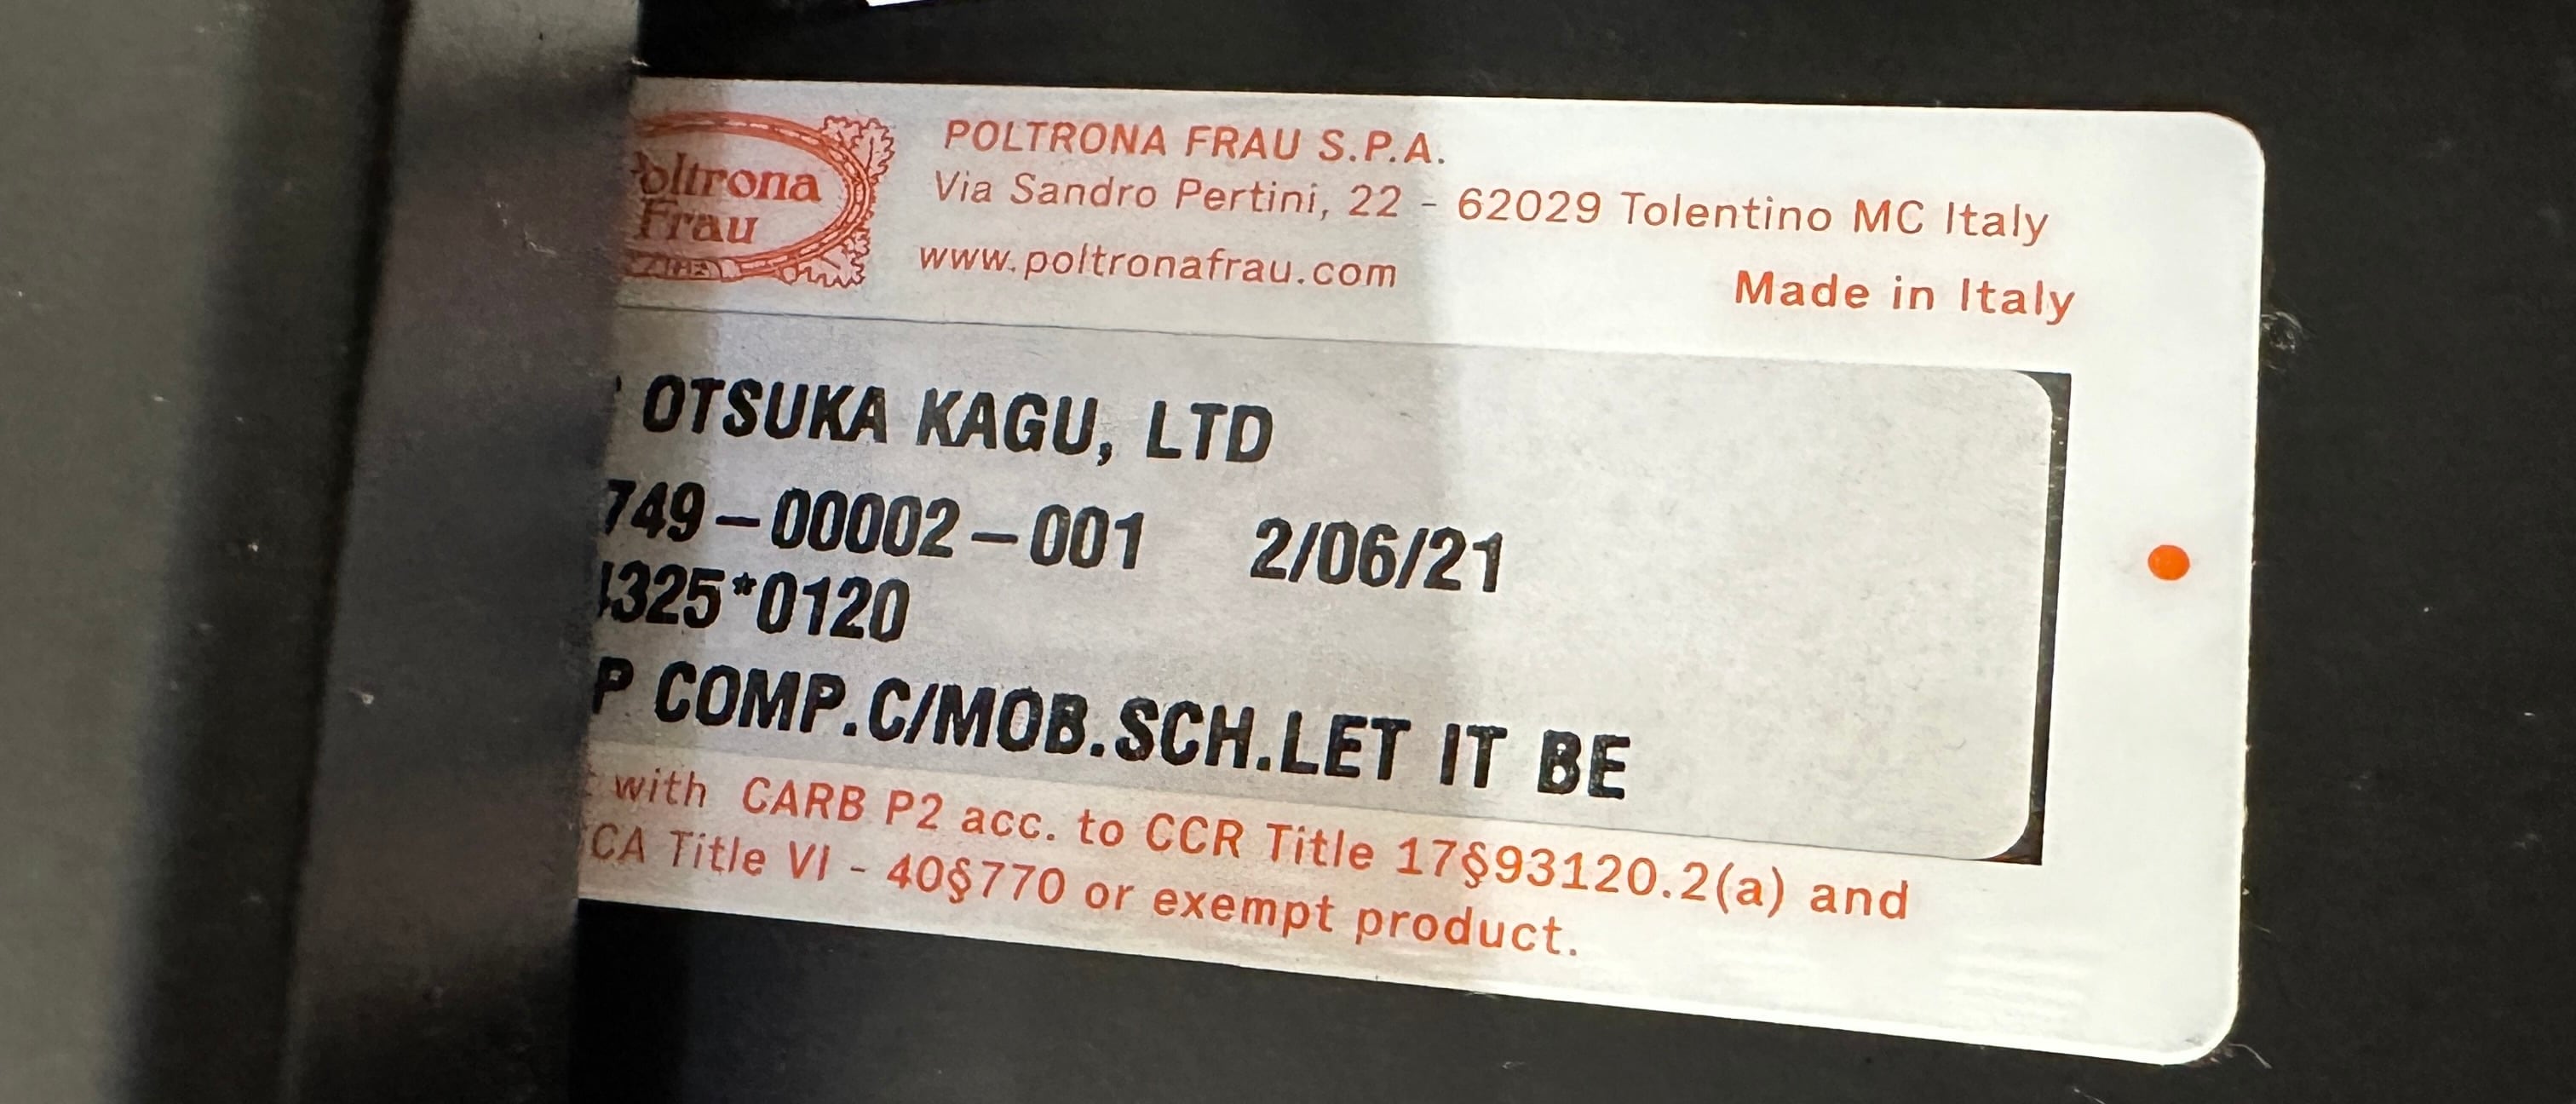 Poltrona
Frau
POLTRONA FRAU S.P.A.
Via Sandro Pertini, 22 - 62029 Tolentino MC Italy
www.poltronafrau.com
Made in Italy
OTSUKA KAGU, LTD
749-00002-001 2/06/21
325*0120
P COMP.C/MOB.SCH.LET IT BE
with CARB P2 acc. to CCR Title 17§93120.2(a) and
CA Title VI - 40§770 or exempt product.